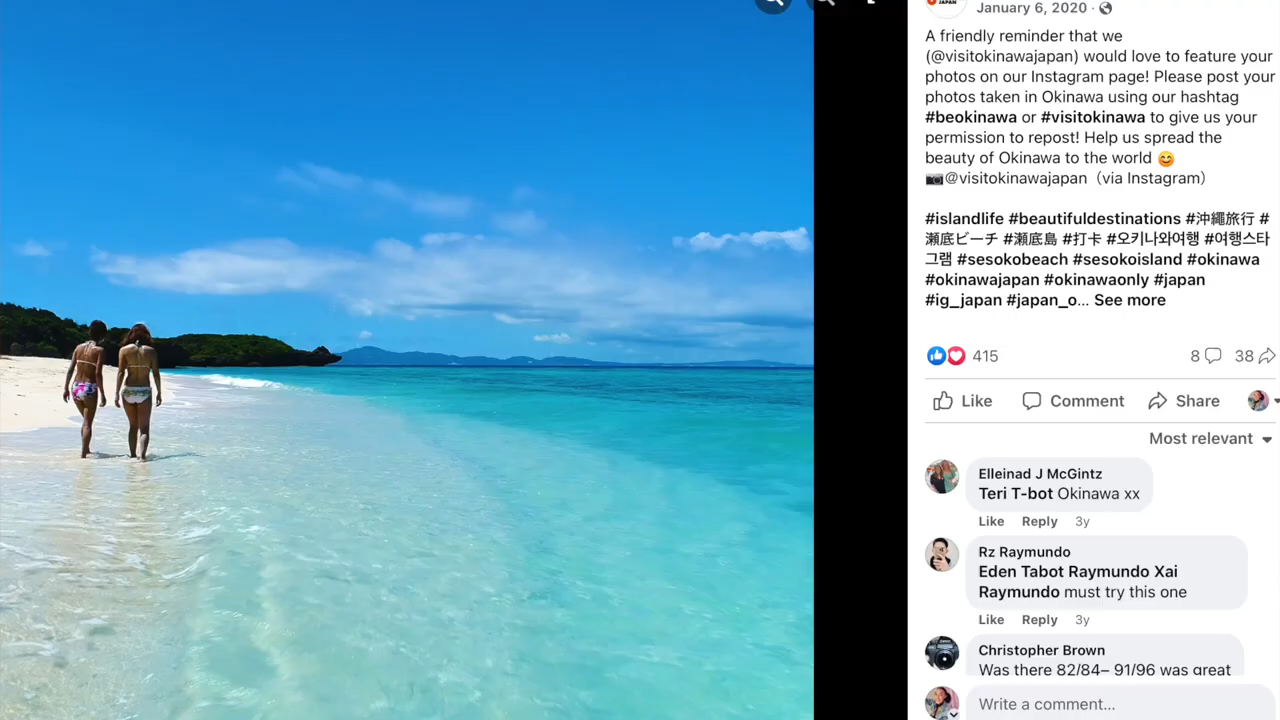 JAPAN
January 6, 2020 ·
A friendly reminder that we
(@visitokinawajapan) would love to feature your
photos on our Instagram page! Please post your
photos taken in Okinawa using our hashtag
#beokinawa or #visitokinawa to give us your
permission to repost! Help us spread the
beauty of Okinawa to the world 😊
📷@visitokinawajapan（via Instagram）
#islandlife #beautifuldestinations #沖繩旅行 #
瀬底ビーチ #瀬底島 #打卡 #오키나와여행 #여행스타
그램 #sesokobeach #sesokoisland #okinawa
#okinawajapan #okinawaonly #japan
#ig_japan #japan_o... See more
415
8
38
Like
Comment
Share
Most relevant
Elleinad J McGintz
Teri T-bot Okinawa xx
Like Reply 3y
Rz Raymundo
Eden Tabot Raymundo Xai
Raymundo must try this one
Like Reply 3y
Christopher Brown
Was there 82/84– 91/96 was great
Write a comment...